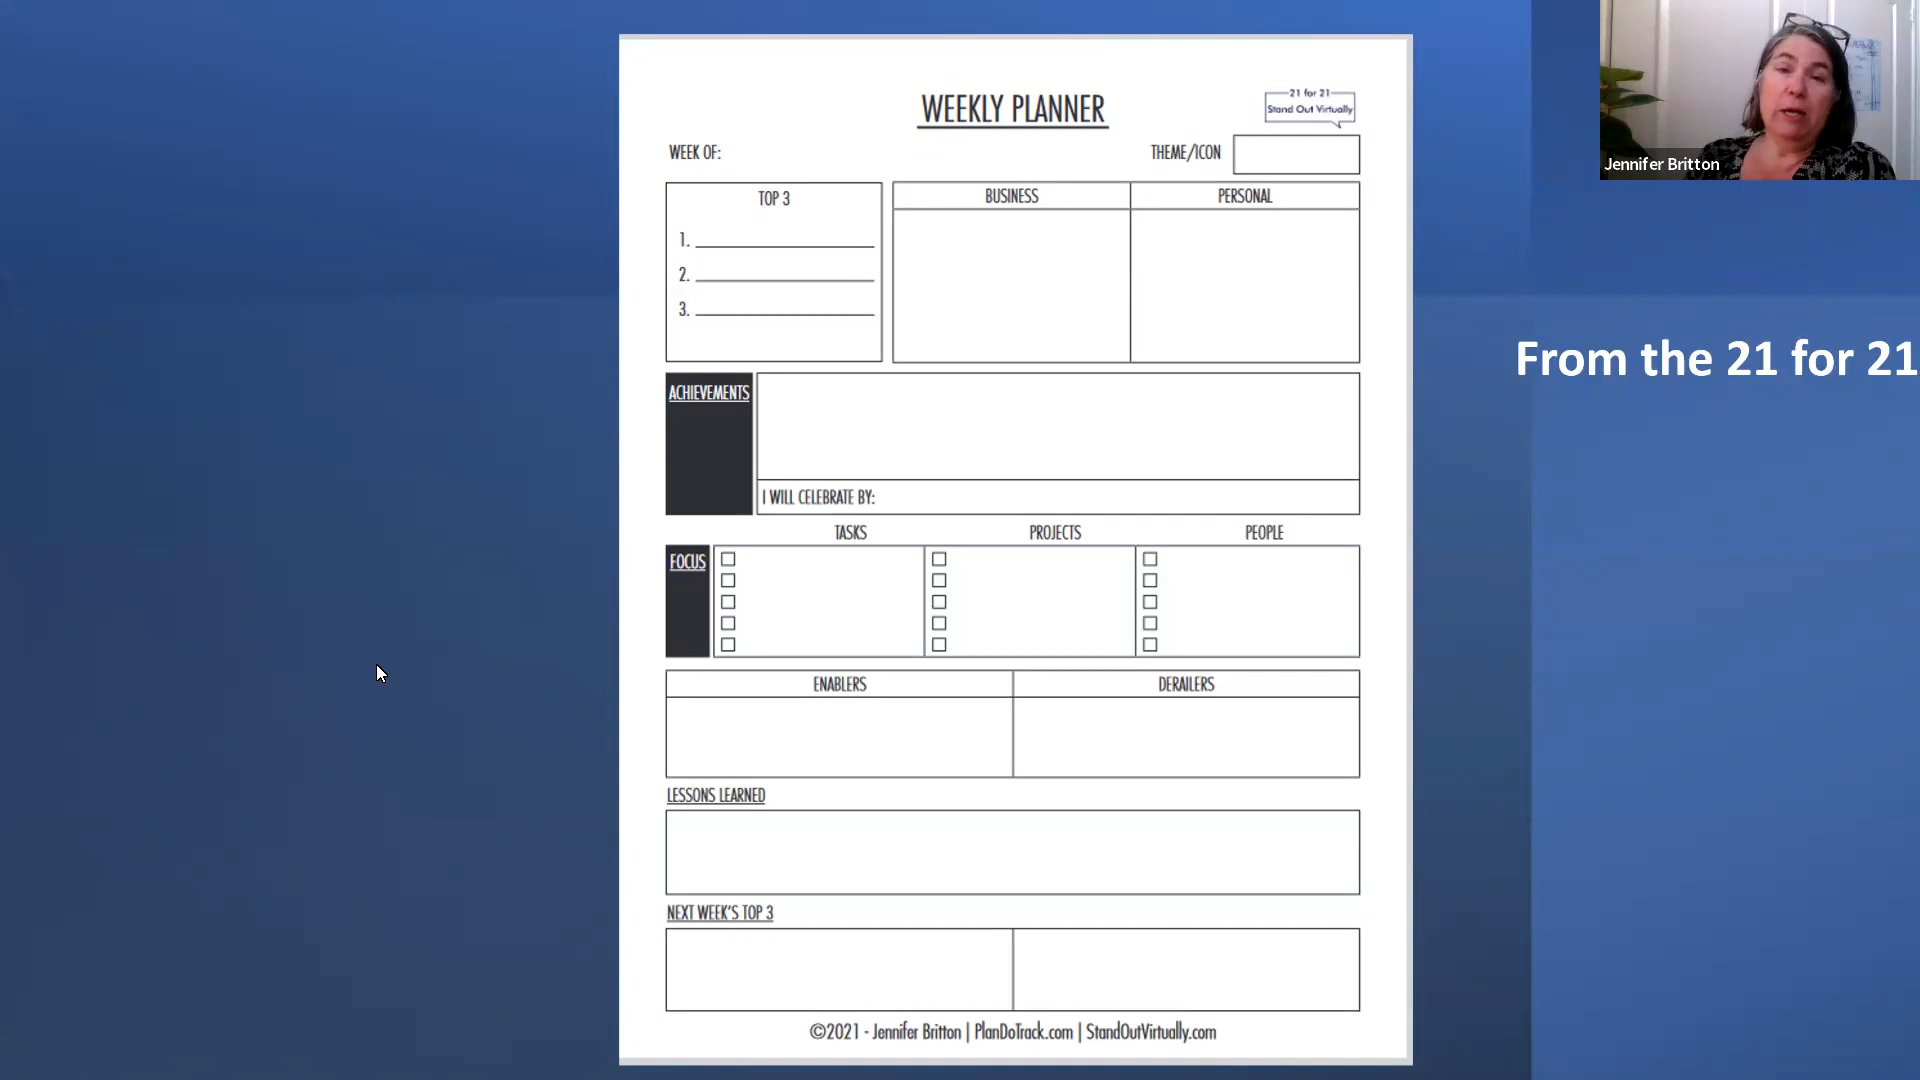 WEEKLY PLANNER
21 for 21
Stand Out Virtually
WEEK OF:
THEME/ICON
TOP 3
1.
2.
3.
BUSINESS
PERSONAL
ACHIEVEMENTS
I WILL CELEBRATE BY:
TASKS
PROJECTS
PEOPLE
FOCUS
ENABLERS
DERAILERS
LESSONS LEARNED
NEXT WEEK'S TOP 3
©2021 - Jennifer Britton | PlanDoTrack.com | StandOutVirtually.com
Jennifer Britton
From the 21 for 21